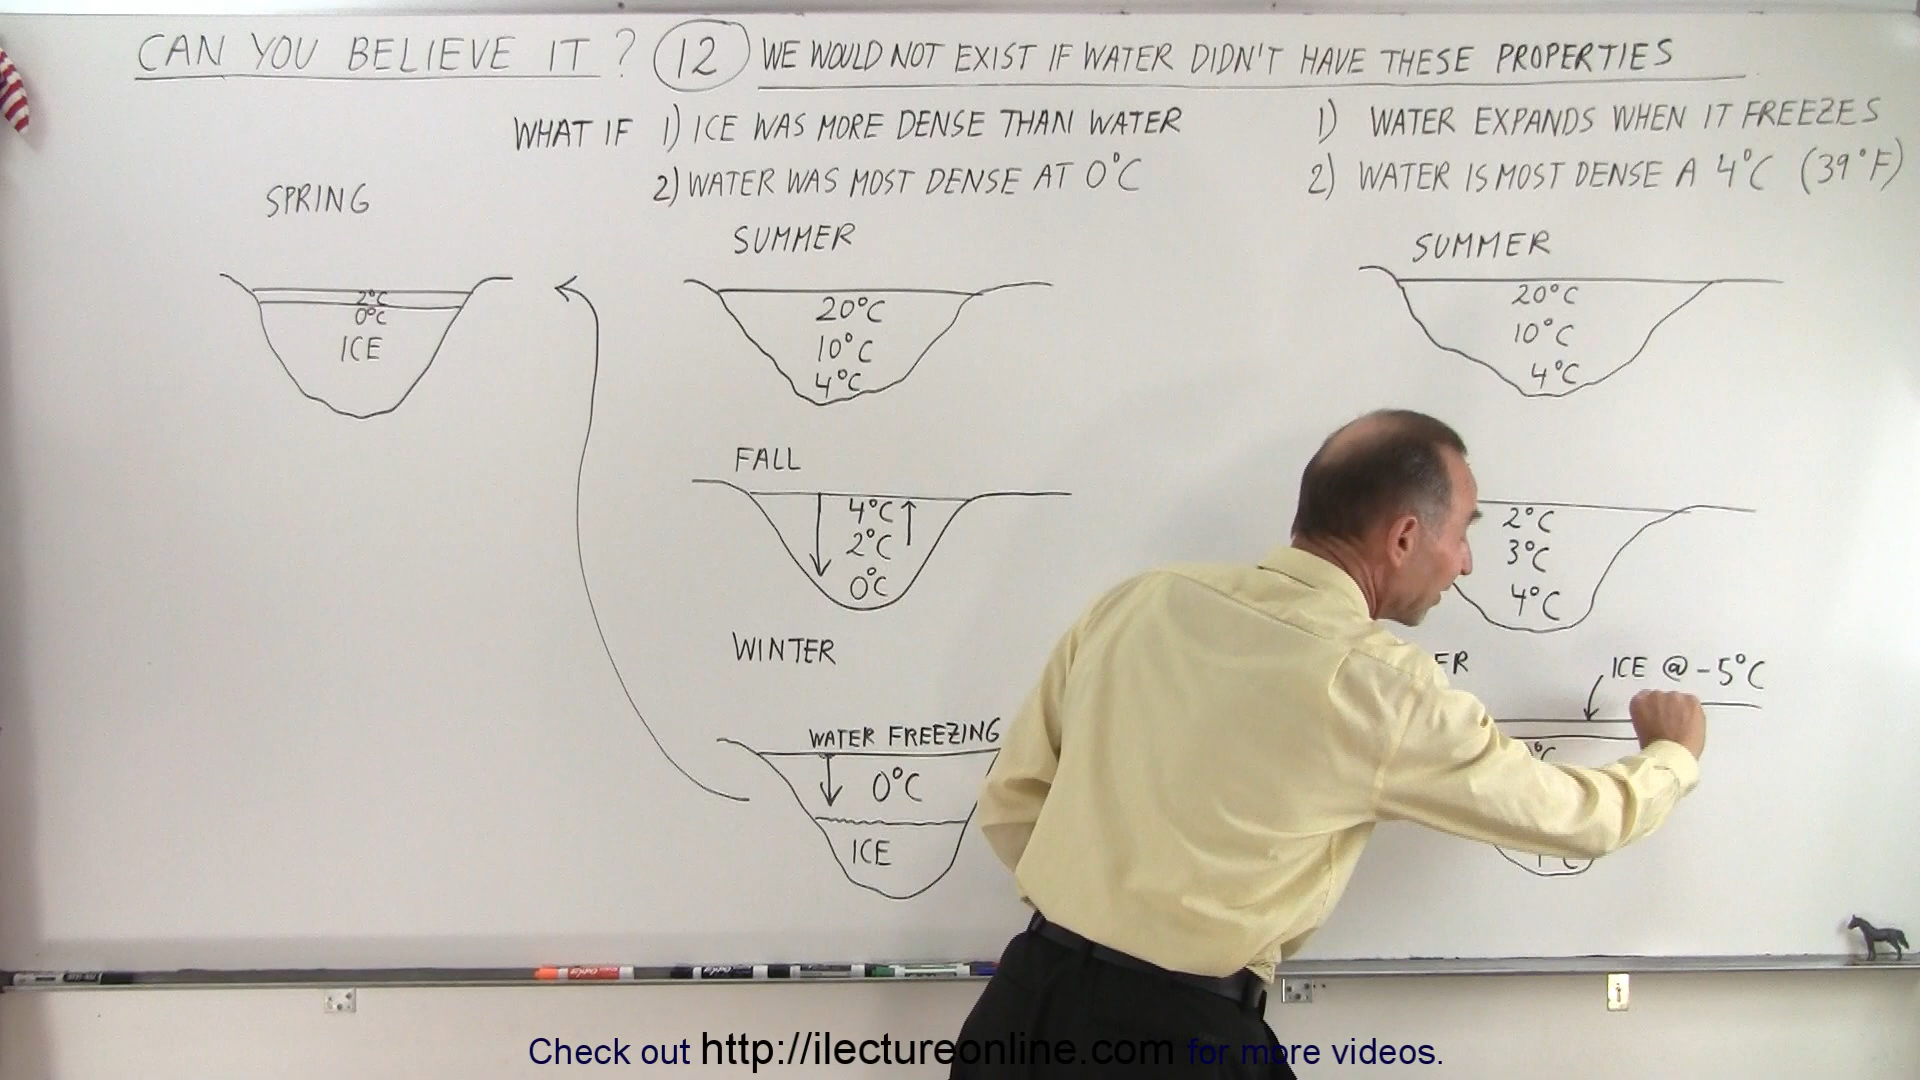 CAN YOU BELIEVE IT ? 12 WE WOULD NOT EXIST IF WATER DIDN'T HAVE THESE PROPERTIES
WHAT IF 1) ICE WAS MORE DENSE THAN WATER
2) WATER WAS MOST DENSE AT 0°C
1) WATER EXPANDS WHEN IT FREEZES
2) WATER IS MOST DENSE A 4°C (39°F)
SPRING
2°C
0°C
ICE
SUMMER
20°C
10°C
4°C
FALL
4°C
2°C
0°C
WINTER
WATER FREEZING
0°C
ICE
SUMMER
20°C
10°C
4°C
2°C
3°C
4°C
ER
ICE @ -5°C
°C
Check out http://ilectureonline.com for more videos.